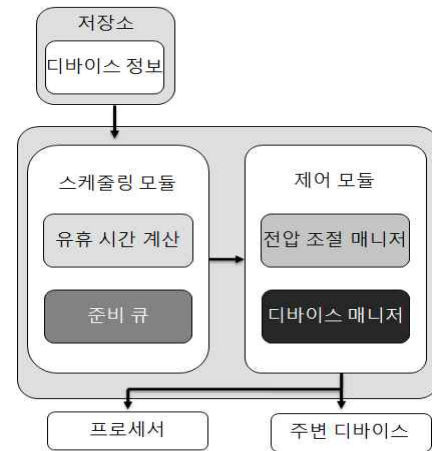 저장소
디바이스 정보
스케줄링 모듈
유휴 시간 계산
준비 큐
제어 모듈
전압 조절 매니저
디바이스 매니저
프로세서
주변 디바이스